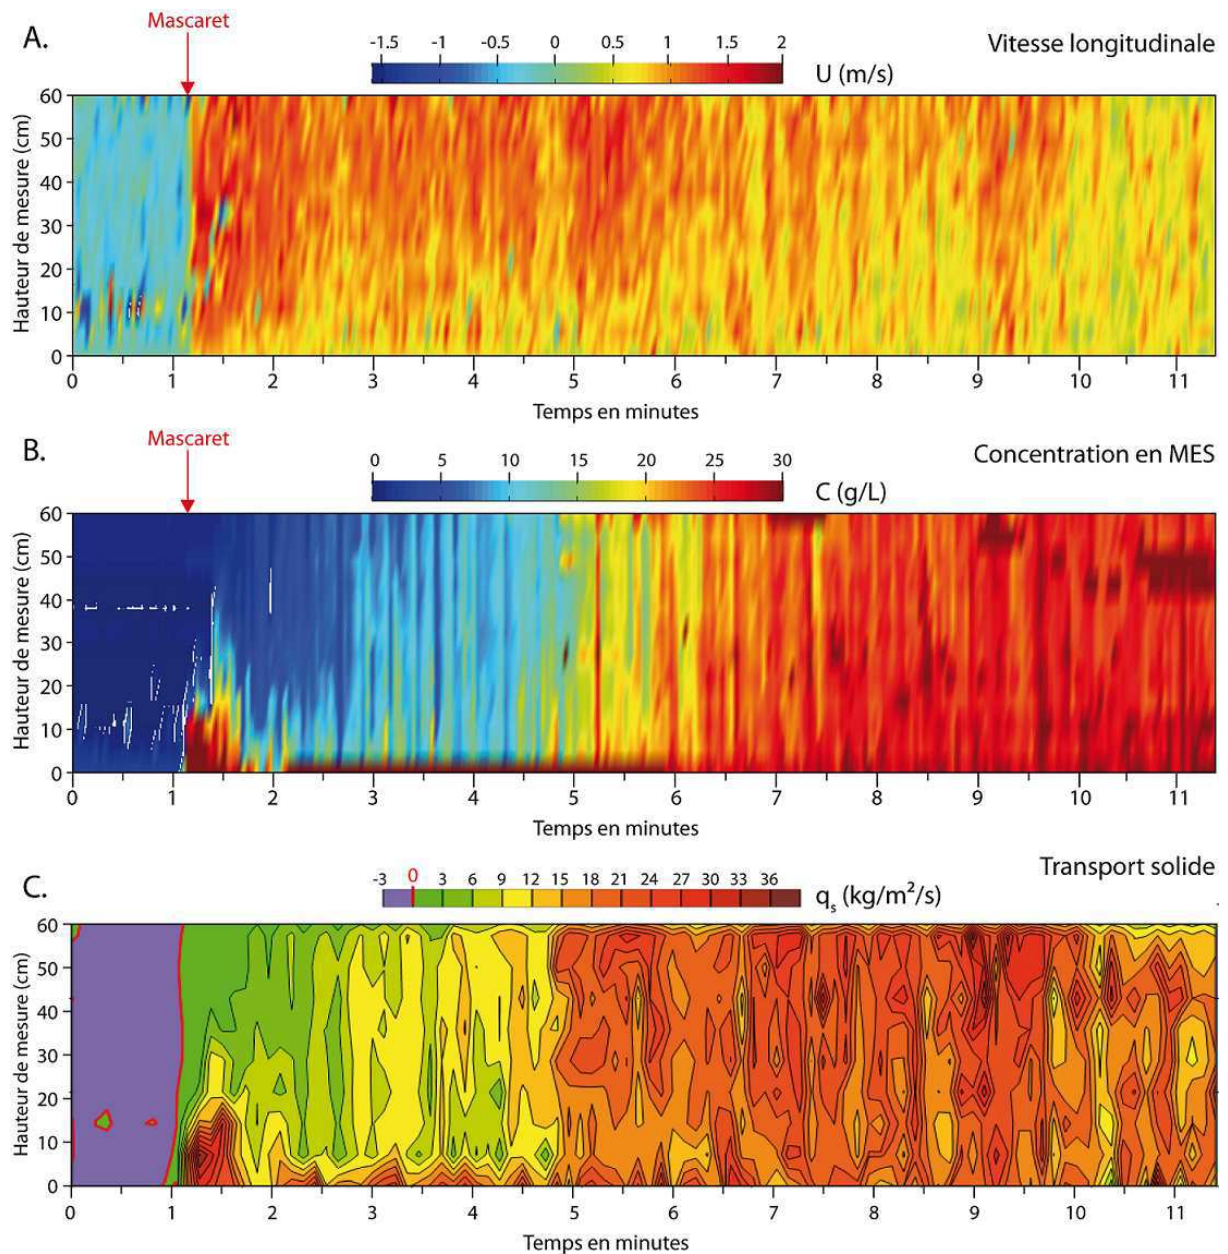 Mascaret
A.
-1.5 -1 -0.5 0 0.5 1 1.5 2
U (m/s)
Vitesse longitudinale
Hauteur de mesure (cm)
60
50
40
30
20
10
0
0 1 2 3 4 5 6 7 8 9 10 11
Temps en minutes
Mascaret
B.
0 5 10 15 20 25 30
C (g/L)
Concentration en MES
Hauteur de mesure (cm)
60
50
40
30
20
10
0
0 1 2 3 4 5 6 7 8 9 10 11
Temps en minutes
C.
-3 0 3 6 9 12 15 18 21 24 27 30 33 36
qs (kg/m²/s)
Transport solide
Hauteur de mesure (cm)
60
50
40
30
20
10
0
0 1 2 3 4 5 6 7 8 9 10 11
Temps en minutes